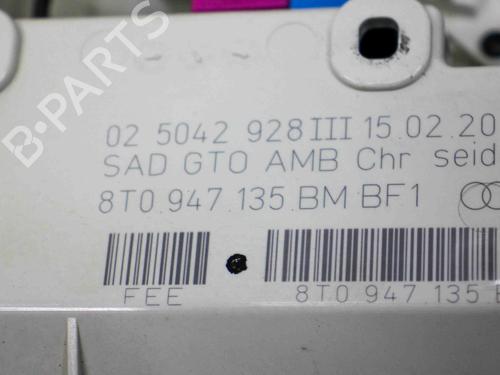 02 5042 928 III 15.02.20
SAD GTO AMB Chr seid
8T0 947 135 BM BF1
FEE
8T0 947 135